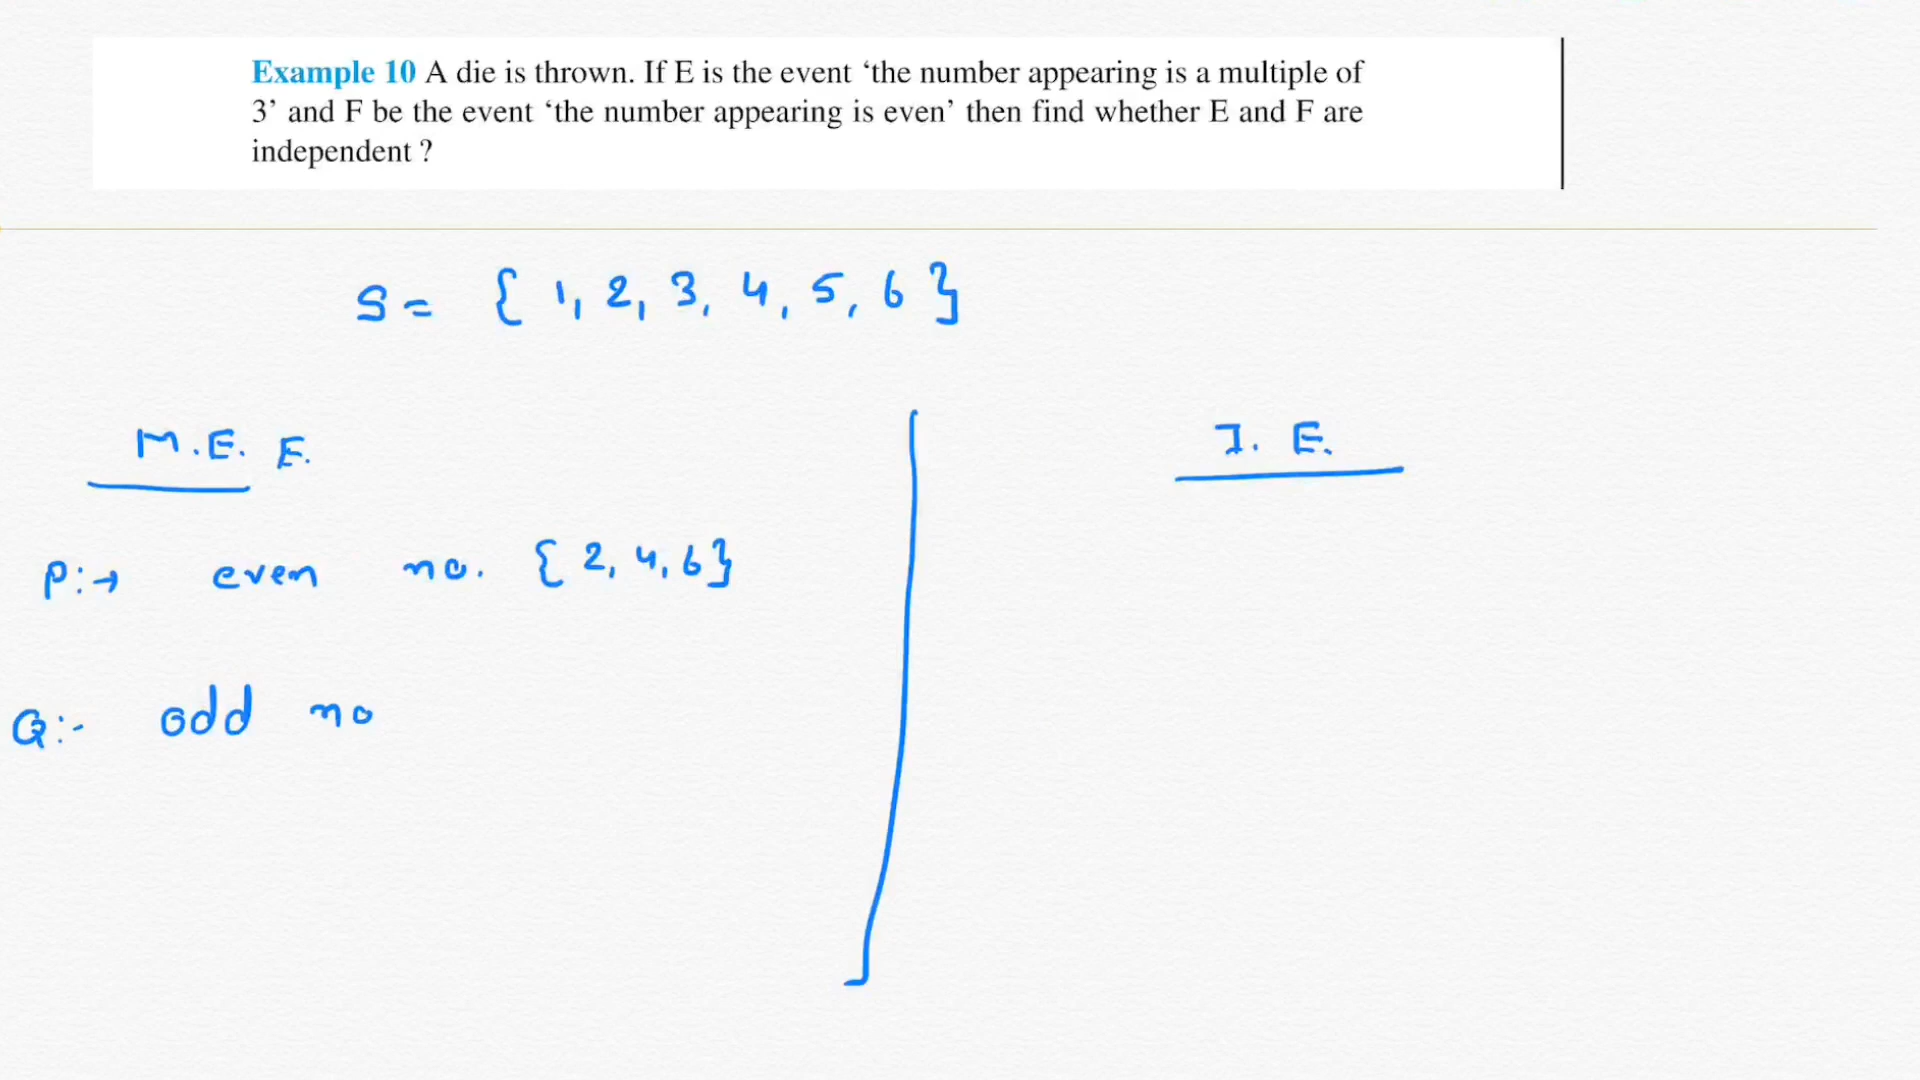 Example 10 A die is thrown. If E is the event ‘the number appearing is a multiple of
3’ and F be the event ‘the number appearing is even’ then find whether E and F are
independent ?
S = { 1, 2, 3, 4, 5, 6 }
M.E. E.
P:→ even no. { 2, 4, 6 }
Q:- odd no
I. E.